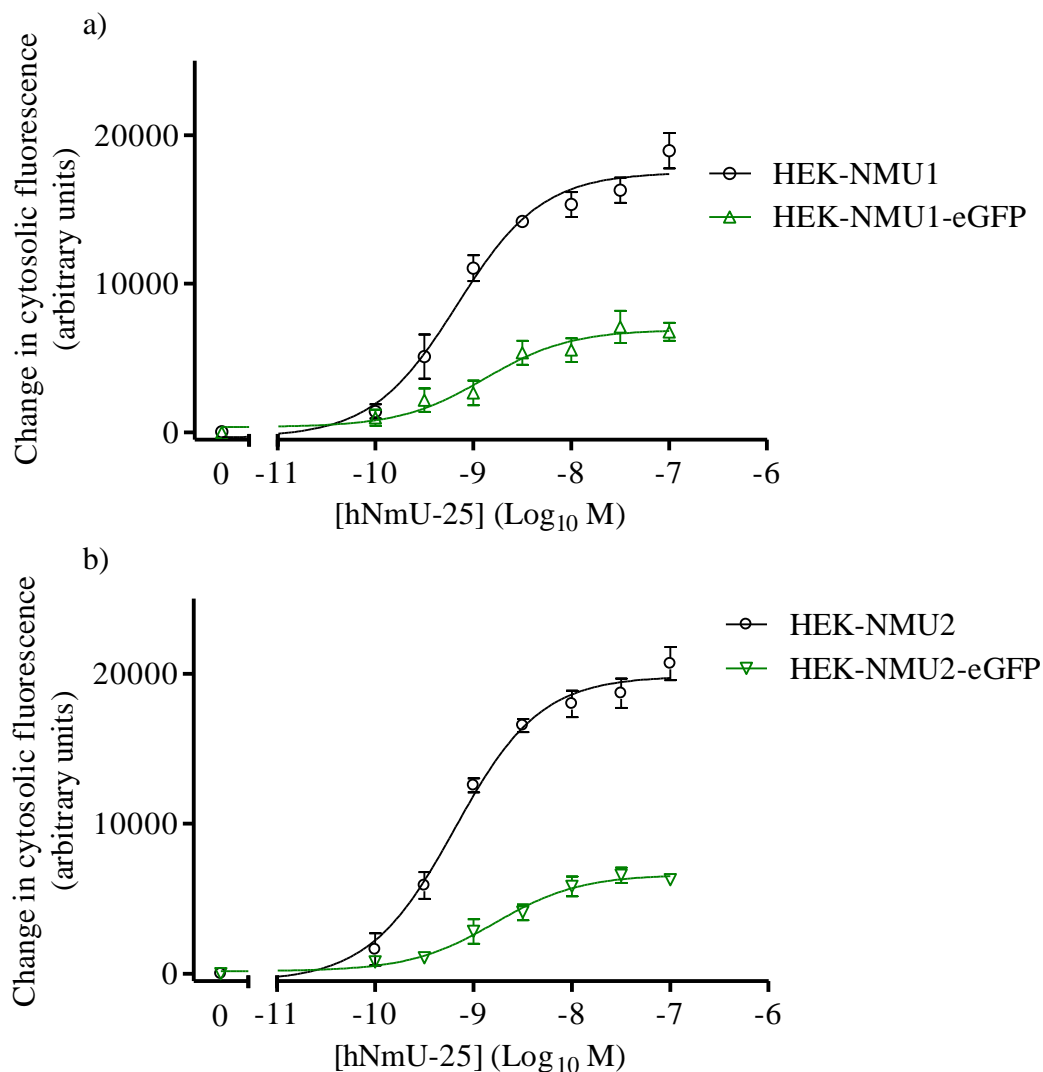 a)
Change in cytosolic fluorescence
(arbitrary units)
20000
10000
0
0 -11 -10 -9 -8 -7 -6
[hNmU-25] (Log10 M)
HEK-NMU1
HEK-NMU1-eGFP
b)
Change in cytosolic fluorescence
(arbitrary units)
20000
10000
0
0 -11 -10 -9 -8 -7 -6
[hNmU-25] (Log10 M)
HEK-NMU2
HEK-NMU2-eGFP